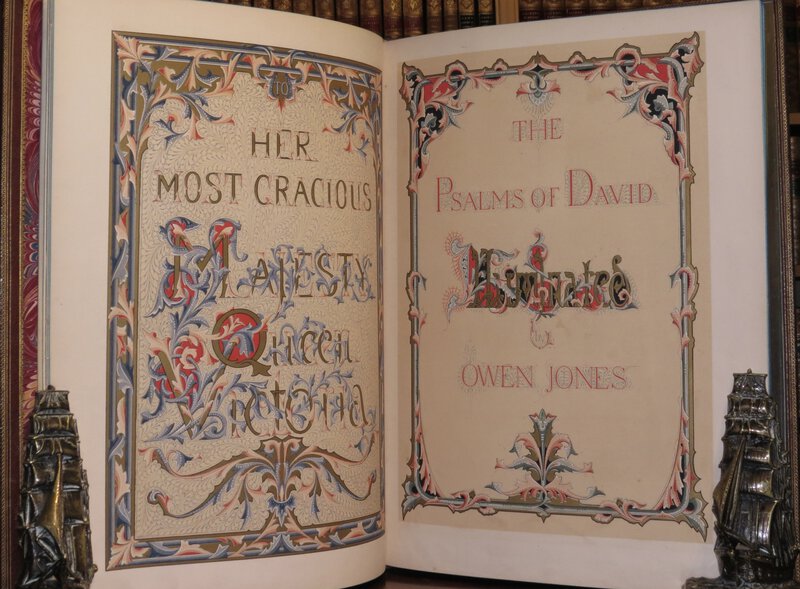 TO
HER
MOST GRACIOUS
MAJESTY
Queen
Victoria
THE
PSALMS OF DAVID
Illuminated
by
OWEN JONES